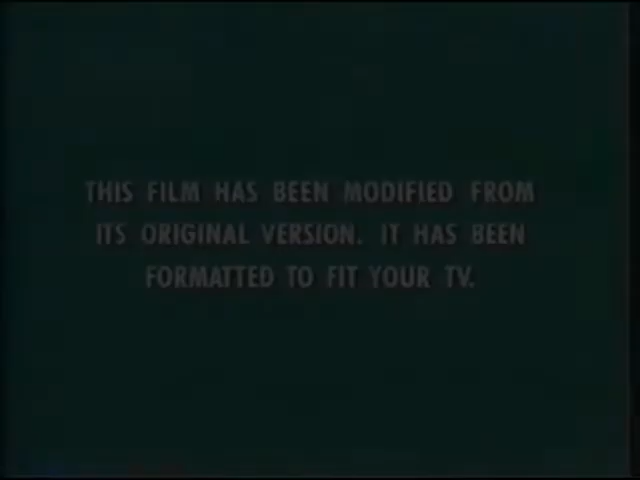 THIS FILM HAS BEEN MODIFIED FROM
ITS ORIGINAL VERSION. IT HAS BEEN
FORMATTED TO FIT YOUR TV.